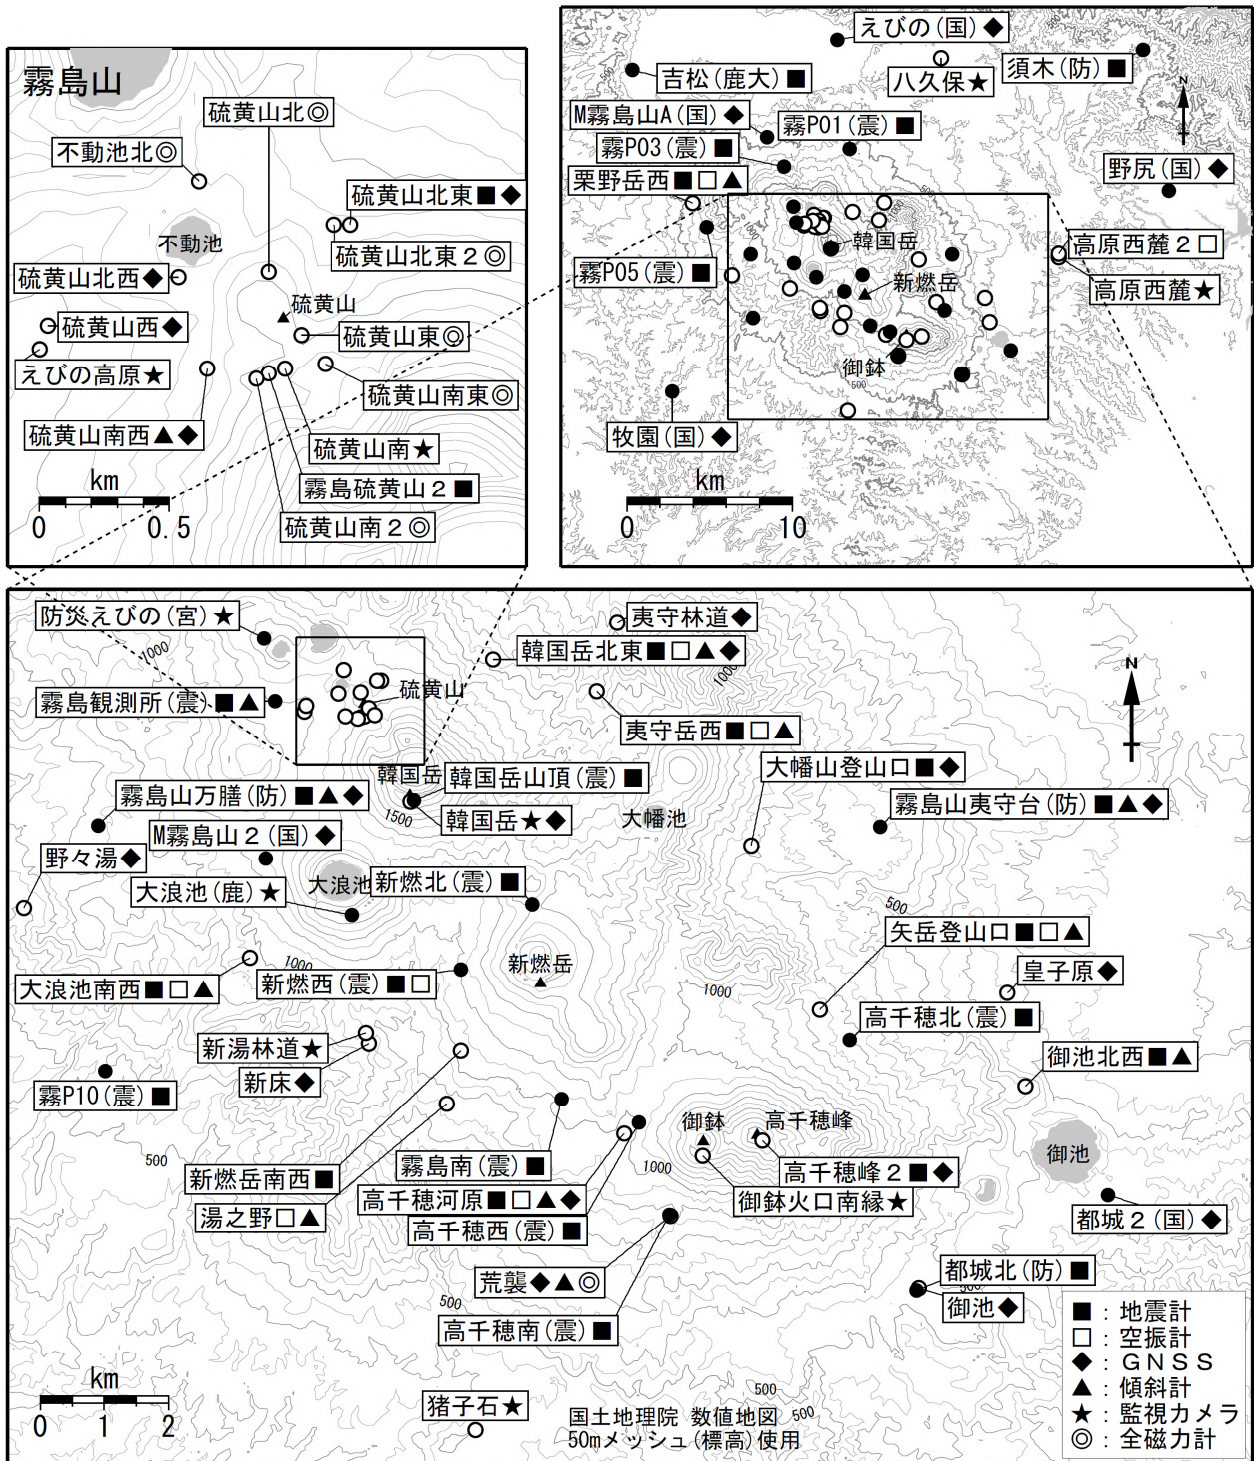 霧島山
硫黄山北◎
不動池北◎
硫黄山北東■◆
不動池
硫黄山北東２◎
硫黄山北西◆
硫黄山
硫黄山西◆
硫黄山東◎
えびの高原★
硫黄山南東◎
硫黄山南西▲◆
硫黄山南★
霧島硫黄山２■
硫黄山南２◎
km
0 0.5
えびの(国)◆
500
須木(防)■
吉松(鹿大)■
500
八久保★
N
M霧島山A(国)◆
霧P01(震)■
霧P03(震)■
野尻(国)◆
栗野岳西■□▲
500
1000
韓国岳
高原西麓２□
霧P05(震)■
新燃岳
高原西麓★
御鉢
500
牧園(国)◆
km
0 10
防災えびの(宮)★
夷守林道◆
1000
韓国岳北東■□▲◆
1000
N
霧島観測所(震)■▲
硫黄山
夷守岳西■□▲
大幡山登山口■◆
韓国岳
韓国岳山頂(震)■
霧島山万膳(防)■▲◆
霧島山夷守台(防)■▲◆
1500
韓国岳★◆
大幡池
M霧島山２(国)◆
野々湯◆
大浪池
新燃北(震)■
大浪池(鹿)★
500
矢岳登山口■□▲
新燃岳
1000
皇子原◆
大浪池南西■□▲
新燃西(震)■□
1000
高千穂北(震)■
新湯林道★
御池北西■▲
新床◆
霧P10(震)■
御鉢
高千穂峰
500
御池
霧島南(震)■
1000
高千穂峰２■◆
新燃岳南西■
高千穂河原■□▲◆
御鉢火口南縁★
湯之野□▲
高千穂西(震)■
都城２(国)◆
荒襲◆▲◎
都城北(防)■
500
御池◆
500
高千穂南(震)■
■：地震計
□：空振計
◆：ＧＮＳＳ
▲：傾斜計
★：監視カメラ
◎：全磁力計
km
0 1 2
猪子石★
500
500
国土地理院 数値地図
50mメッシュ(標高)使用